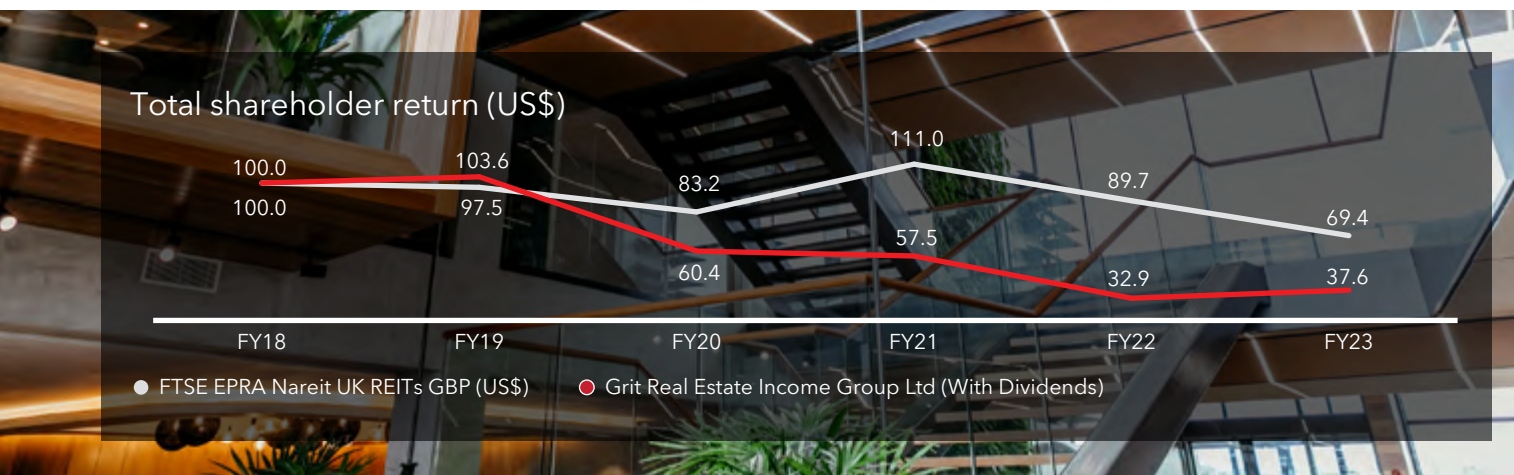 Total shareholder return (US$)
111.0
100.0 103.6 83.2 89.7
100.0 97.5 69.4
57.5
60.4 32.9 37.6
FY18 FY19 FY20 FY21 FY22 FY23
FTSE EPRA Nareit UK REITs GBP (US$) Grit Real Estate Income Group Ltd (With Dividends)